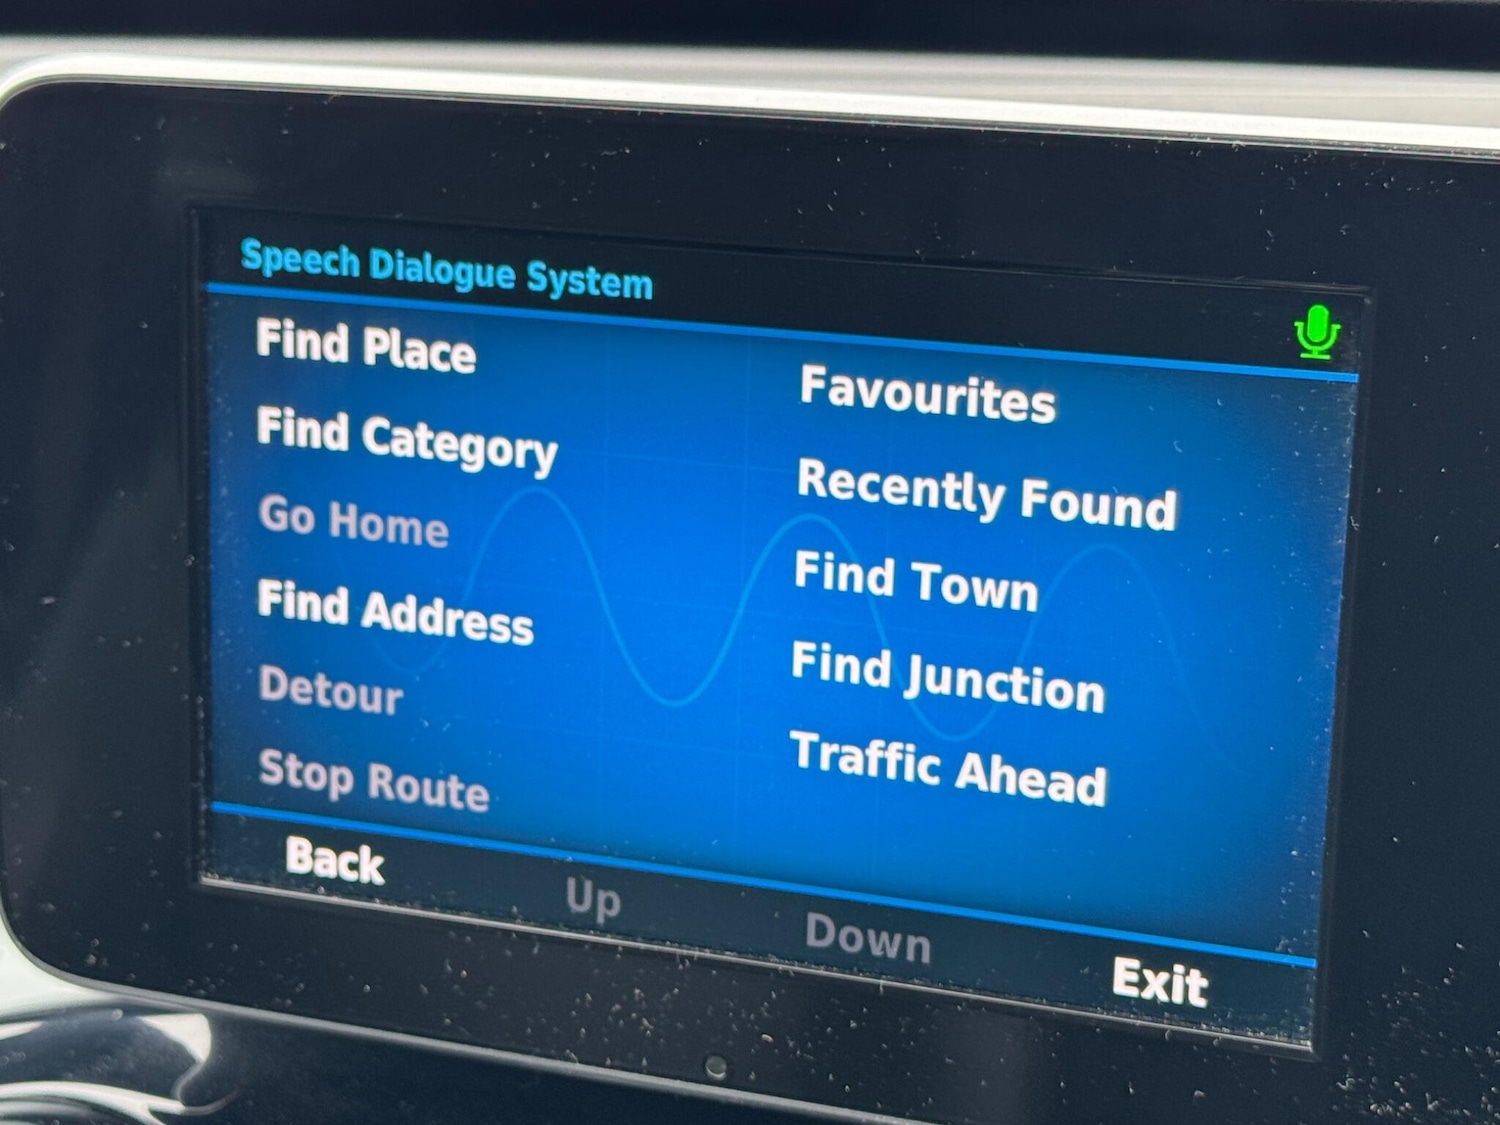 Speech Dialogue System
Find Place
Find Category
Go Home
Find Address
Detour
Stop Route
Favourites
Recently Found
Find Town
Find Junction
Traffic Ahead
Back
Up
Down
Exit